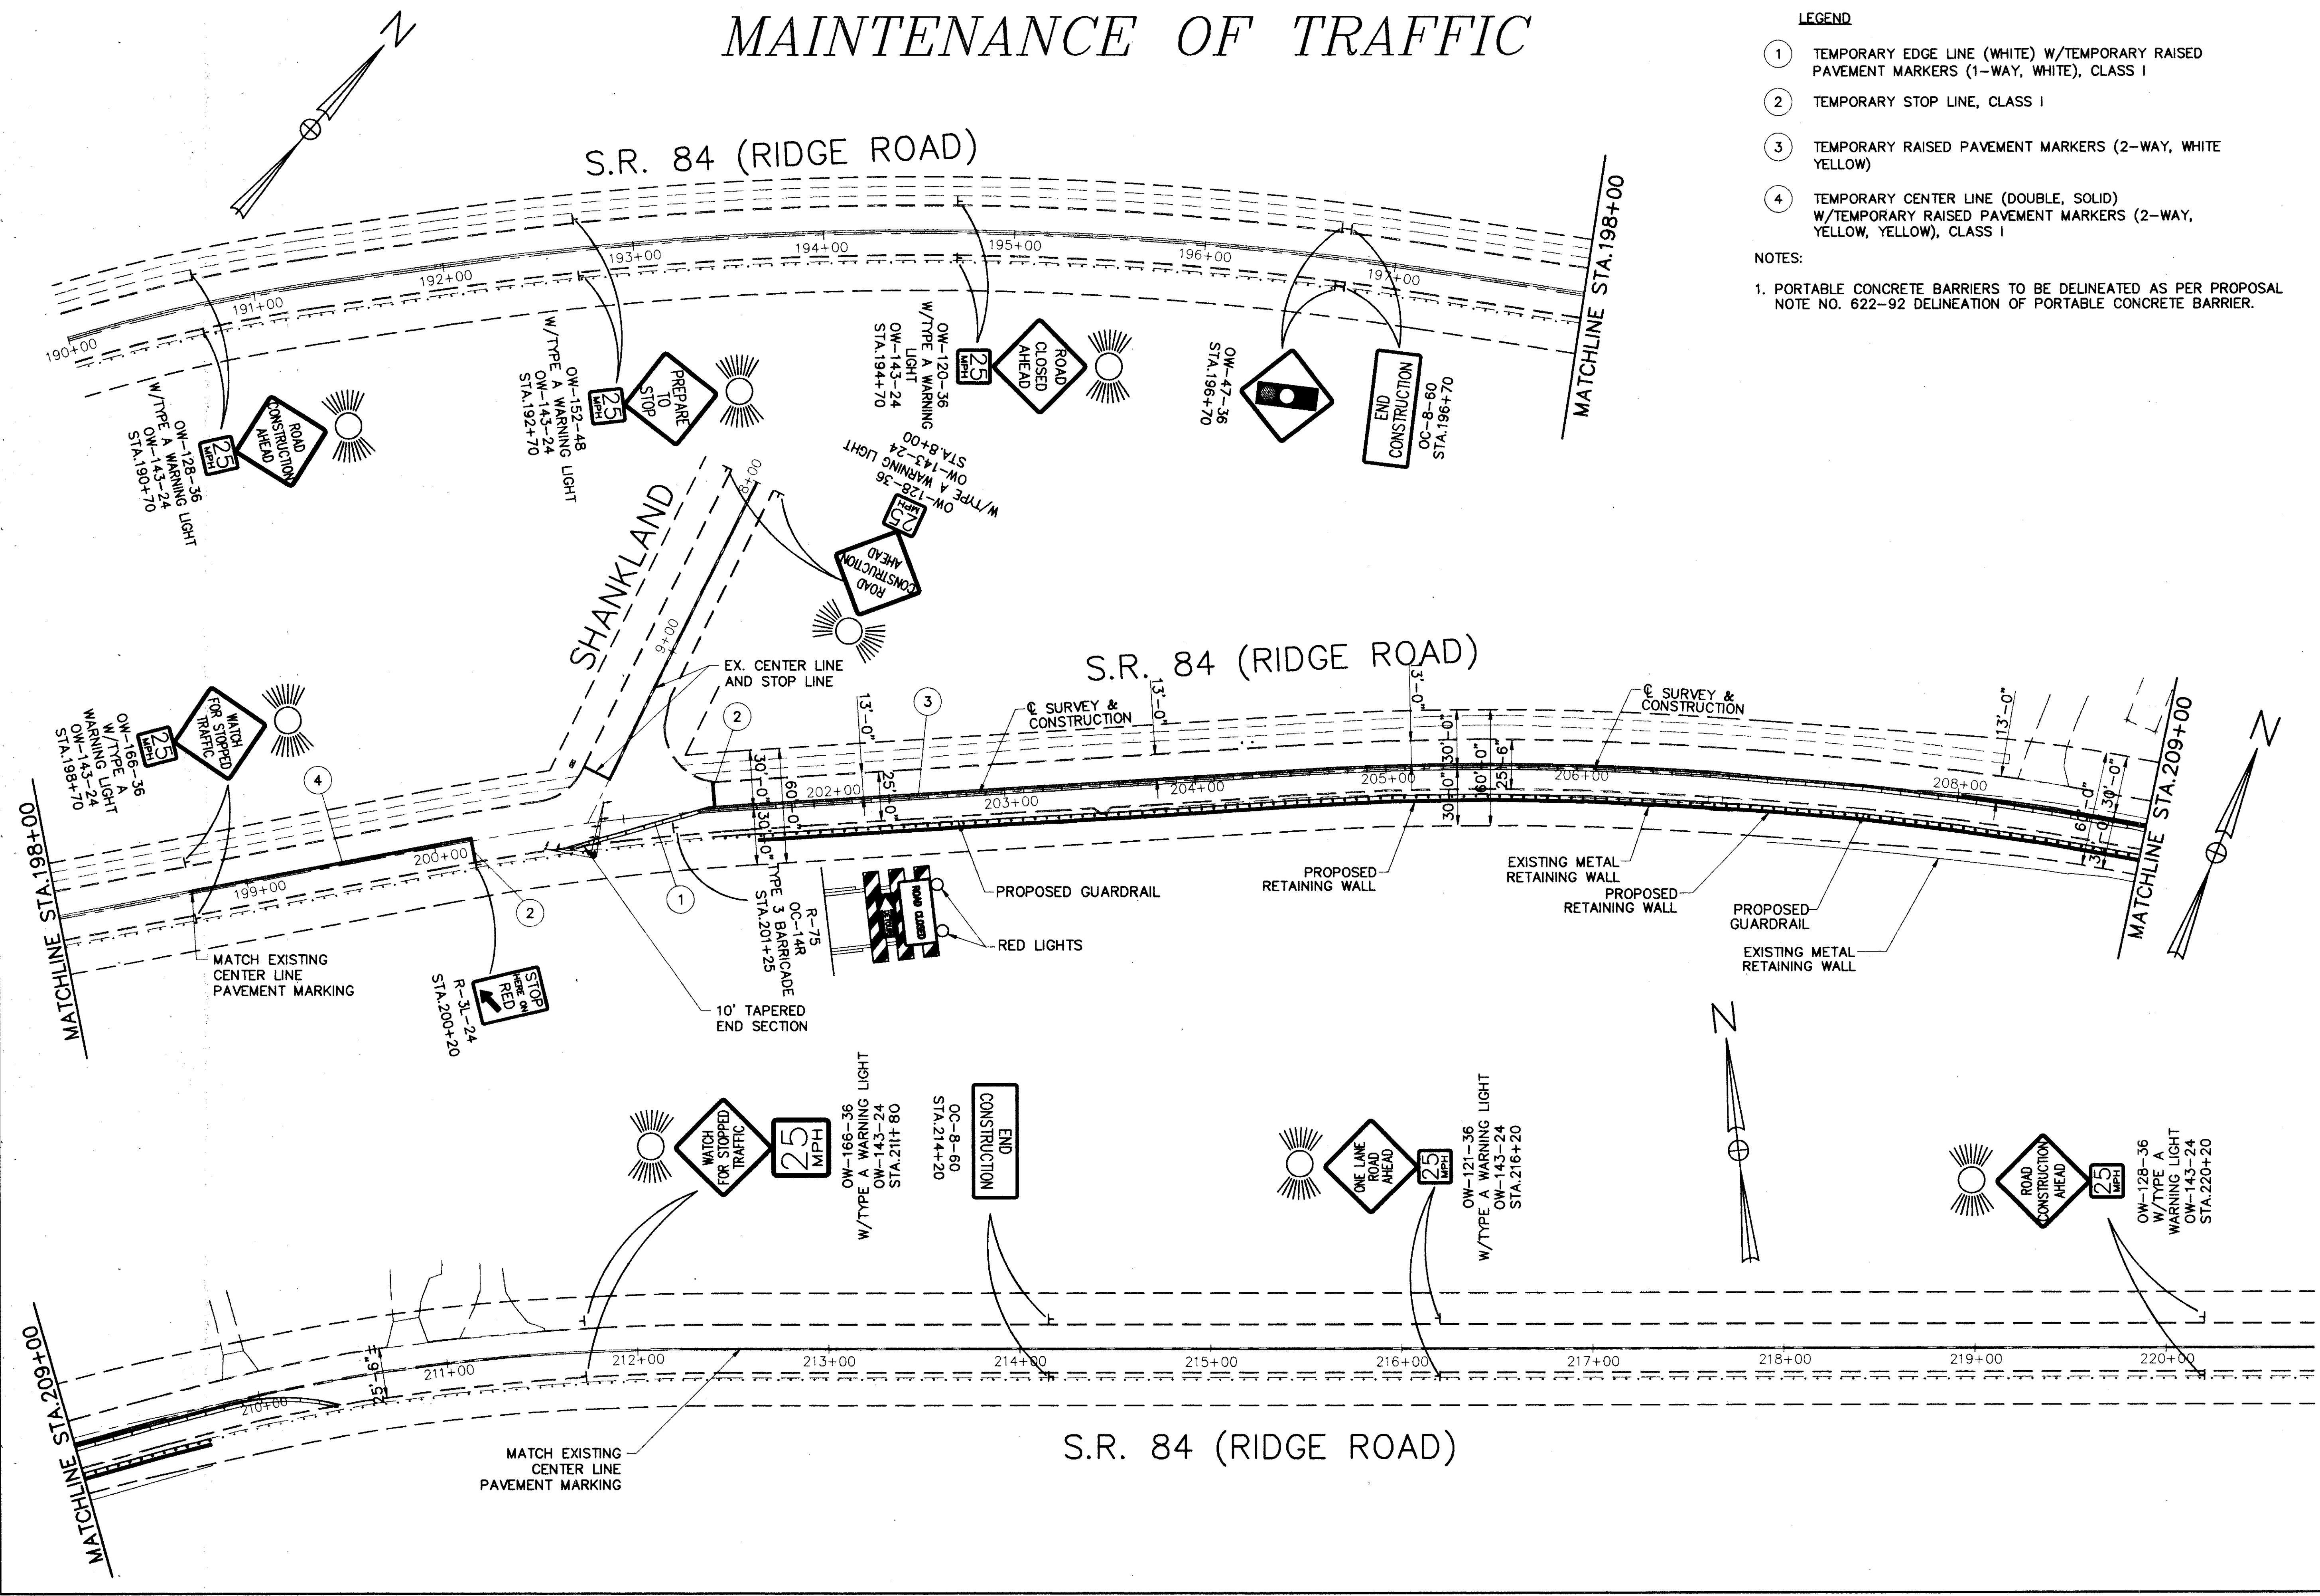 MAINTENANCE OF TRAFFIC
LEGEND
1 TEMPORARY EDGE LINE (WHITE) W/TEMPORARY RAISED
PAVEMENT MARKERS (1-WAY, WHITE), CLASS I
2 TEMPORARY STOP LINE, CLASS I
3 TEMPORARY RAISED PAVEMENT MARKERS (2-WAY, WHITE
YELLOW)
4 TEMPORARY CENTER LINE (DOUBLE, SOLID)
W/TEMPORARY RAISED PAVEMENT MARKERS (2-WAY,
YELLOW, YELLOW), CLASS I
NOTES:
1. PORTABLE CONCRETE BARRIERS TO BE DELINEATED AS PER PROPOSAL
NOTE NO. 622-92 DELINEATION OF PORTABLE CONCRETE BARRIER.
N
S.R. 84 (RIDGE ROAD)
190+00
191+00
192+00
193+00
194+00
195+00
196+00
197+00
MATCHLINE STA.198+00
ROAD
CONSTRUCTION
AHEAD
25
MPH
OW-128-36
W/TYPE A WARNING LIGHT
OW-143-24
STA.190+70
PREPARE
TO
STOP
25
MPH
OW-152-48
W/TYPE A WARNING LIGHT
OW-143-24
STA.192+70
ROAD
CLOSED
AHEAD
25
MPH
OW-120-36
W/TYPE A WARNING
LIGHT
OW-143-24
STA.194+70
OW-47-36
STA.196+70
END
CONSTRUCTION
OC-8-60
STA.196+70
SHANKLAND
8+00
9+00
ROAD
CONSTRUCTION
AHEAD
25
MPH
OW-128-36
W/TYPE A WARNING LIGHT
OW-143-24
STA.8+00
EX. CENTER LINE
AND STOP LINE
S.R. 84 (RIDGE ROAD)
MATCHLINE STA.198+00
WATCH
FOR STOPPED
TRAFFIC
25
MPH
OW-166-36
W/TYPE A
WARNING LIGHT
OW-143-24
STA.198+70
4
199+00
200+00
MATCH EXISTING
CENTER LINE
PAVEMENT MARKING
2
STOP
HERE ON
RED
R-3L-24
STA.200+20
1
10' TAPERED
END SECTION
2
3
℄ SURVEY &
CONSTRUCTION
℄ SURVEY &
CONSTRUCTION
13'-0"
13'-0"
13'-0"
13'-0"
30'-0"
30'-0"
60'-0"
25'-0"
30'-0"
30'-0"
60'-0"
25'-6"
30'-0"
30'-0"
60'-0"
202+00
203+00
204+00
205+00
206+00
208+00
R-75
OC-14R
TYPE 3 BARRICADE
STA.201+25
ROAD CLOSED
RED LIGHTS
PROPOSED GUARDRAIL
PROPOSED
RETAINING WALL
EXISTING METAL
RETAINING WALL
PROPOSED
RETAINING WALL
PROPOSED
GUARDRAIL
EXISTING METAL
RETAINING WALL
MATCHLINE STA.209+00
N
N
WATCH
FOR STOPPED
TRAFFIC
25
MPH
OW-166-36
W/TYPE A WARNING LIGHT
OW-143-24
STA.211+80
END
CONSTRUCTION
OC-8-60
STA.214+20
ONE LANE
ROAD
AHEAD
25
MPH
OW-121-36
W/TYPE A WARNING LIGHT
OW-143-24
STA.216+20
ROAD
CONSTRUCTION
AHEAD
25
MPH
OW-128-36
W/TYPE A
WARNING LIGHT
OW-143-24
STA.220+20
MATCHLINE STA.209+00
25'-6"±
210+00
211+00
212+00
213+00
214+00
215+00
216+00
217+00
218+00
219+00
220+00
MATCH EXISTING
CENTER LINE
PAVEMENT MARKING
S.R. 84 (RIDGE ROAD)